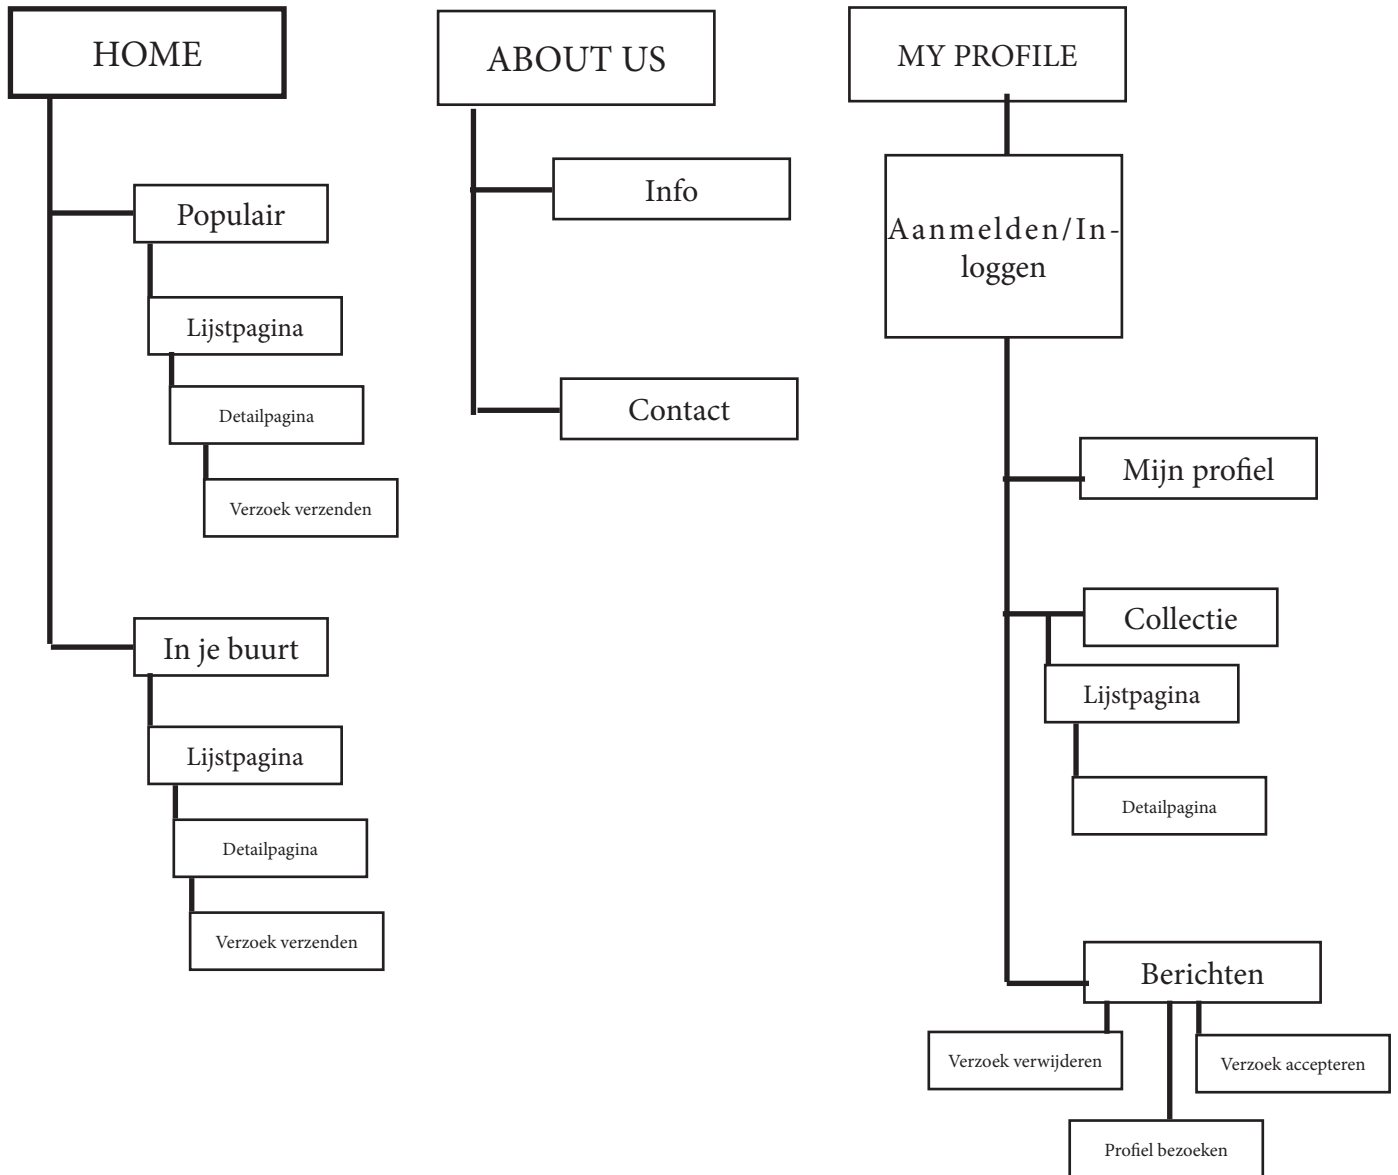 HOME
Populair
Lijstpagina
Detailpagina
Verzoek verzenden
In je buurt
Lijstpagina
Detailpagina
Verzoek verzenden
ABOUT US
Info
Contact
MY PROFILE
Aanmelden/In-
loggen
Mijn profiel
Collectie
Lijstpagina
Detailpagina
Berichten
Verzoek verwijderen
Verzoek accepteren
Profiel bezoeken